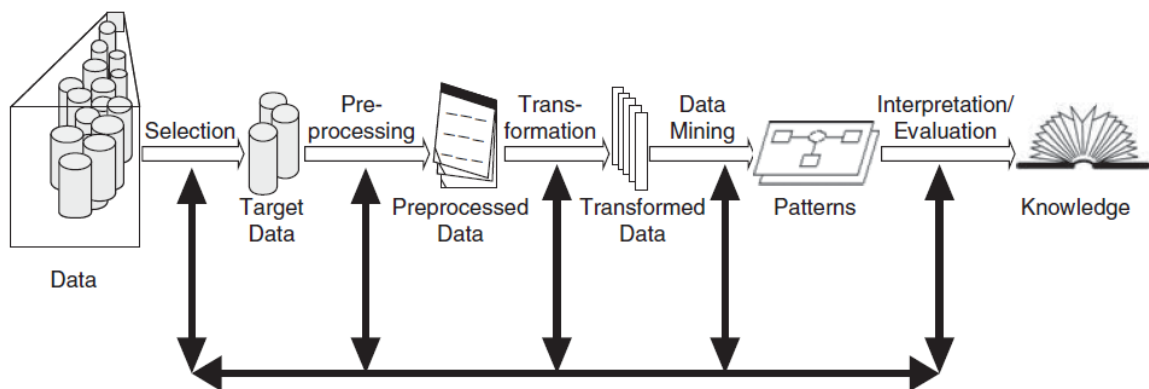 Data
Selection
Target
Data
Pre-
processing
Preprocessed
Data
Trans-
formation
Transformed
Data
Data
Mining
Patterns
Interpretation/
Evaluation
Knowledge